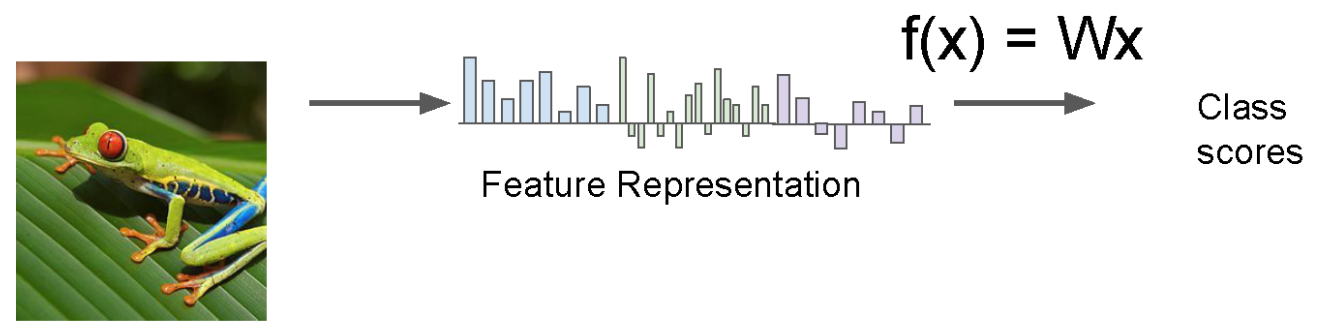 f(x) = Wx
Class
scores
Feature Representation